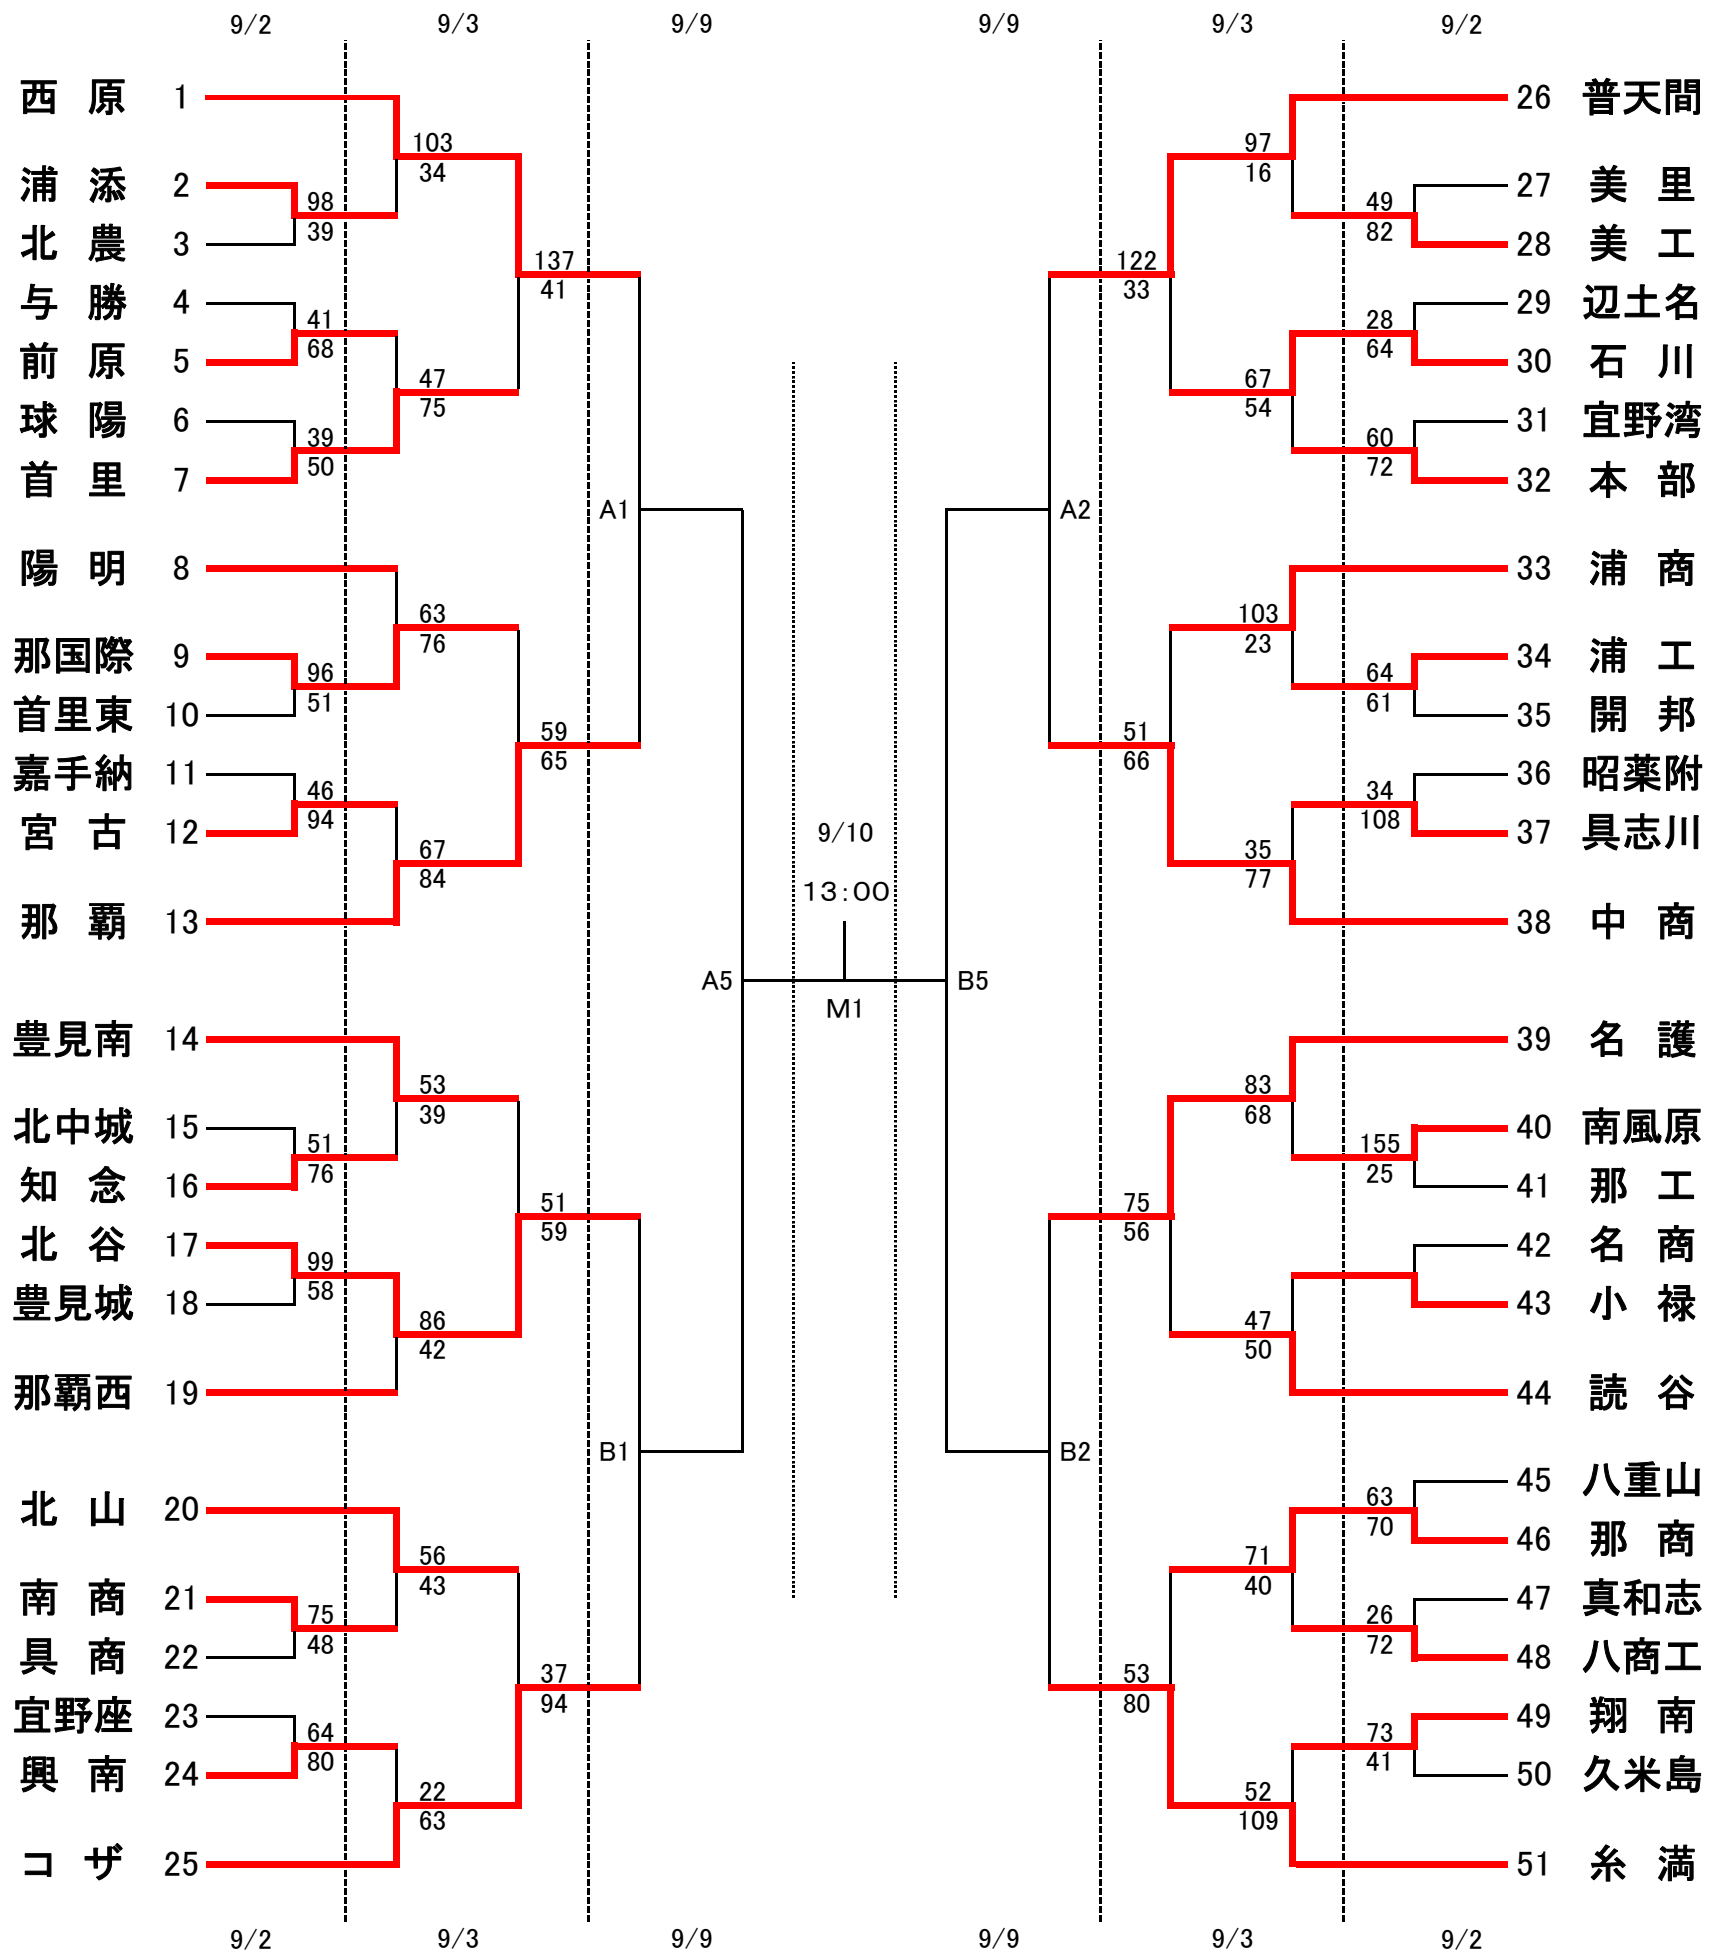 9/2 9/3 9/9 9/9 9/3 9/2
西原 1
浦添 2
北農 3
与勝 4
前原 5
球陽 6
首里 7
陽明 8
那国際 9
首里東 10
嘉手納 11
宮古 12
那覇 13
豊見南 14
北中城 15
知念 16
北谷 17
豊見城 18
那覇西 19
北山 20
南商 21
具商 22
宜野座 23
興南 24
コザ 25
98
39
41
68
39
50
96
51
46
94
51
76
99
58
75
48
64
80
103
34
47
75
63
76
67
84
53
39
86
42
56
43
22
63
137
41
59
65
51
59
37
94
A1
B1
A5
9/10
13:00
M1
B5
A2
B2
122
33
51
66
75
56
53
80
97
16
67
54
103
23
35
77
83
68
47
50
71
40
52
109
49
82
28
64
60
72
64
61
34
108
155
25
63
70
26
72
73
41
26 普天間
27 美里
28 美工
29 辺土名
30 石川
31 宜野湾
32 本部
33 浦商
34 浦工
35 開邦
36 昭薬附
37 具志川
38 中商
39 名護
40 南風原
41 那工
42 名商
43 小禄
44 読谷
45 八重山
46 那商
47 真和志
48 八商工
49 翔南
50 久米島
51 糸満
9/2 9/3 9/9 9/9 9/3 9/2